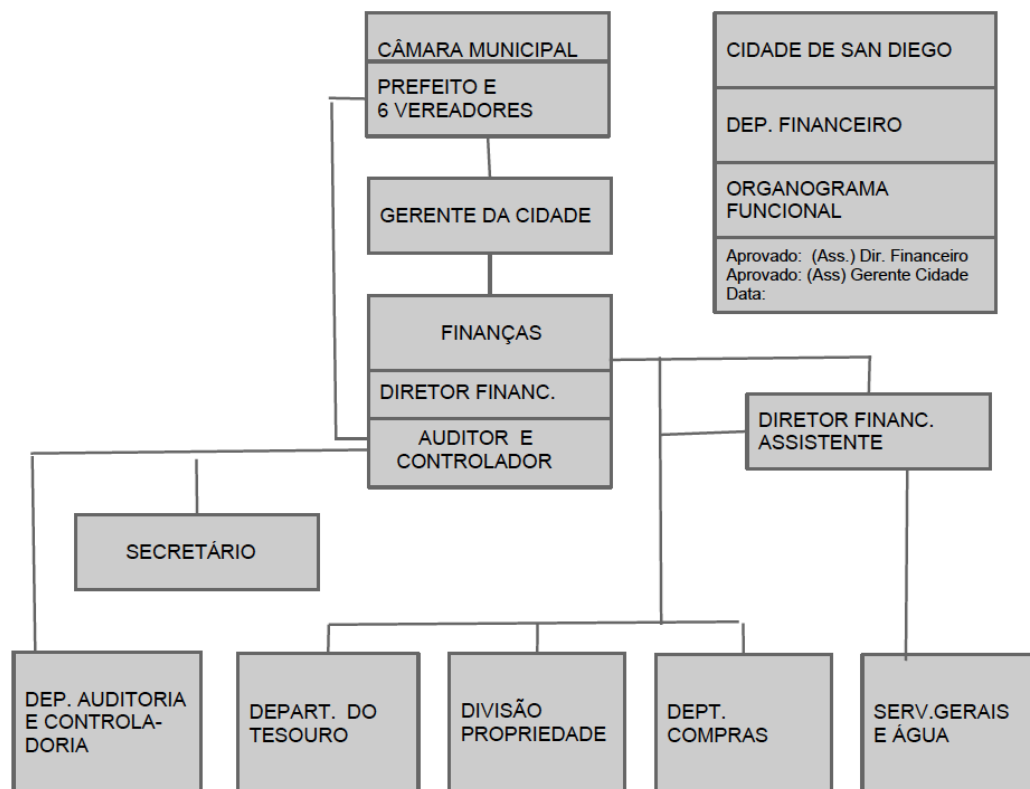 CÂMARA MUNICIPAL
PREFEITO E
6 VEREADORES
CIDADE DE SAN DIEGO
DEP. FINANCEIRO
ORGANOGRAMA
FUNCIONAL
Aprovado: (Ass.) Dir. Financeiro
Aprovado: (Ass) Gerente Cidade
Data:
GERENTE DA CIDADE
FINANÇAS
DIRETOR FINANC.
AUDITOR E
CONTROLADOR
DIRETOR FINANC.
ASSISTENTE
SECRETÁRIO
DEP. AUDITORIA
E CONTROLA-
DORIA
DEPART. DO
TESOURO
DIVISÃO
PROPRIEDADE
DEPT.
COMPRAS
SERV.GERAIS
E ÁGUA